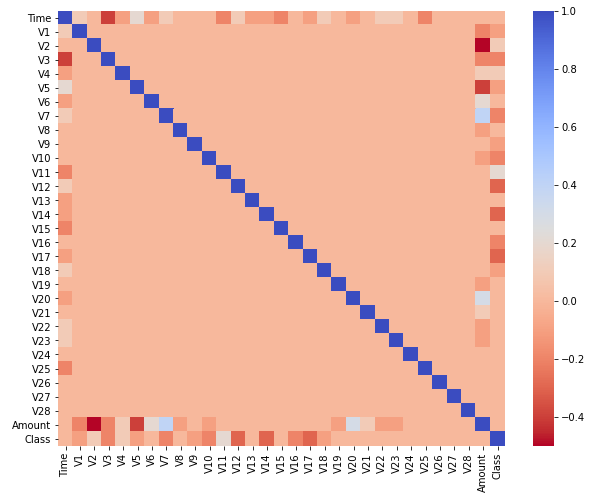 Time
V1
V2
V3
V4
V5
V6
V7
V8
V9
V10
V11
V12
V13
V14
V15
V16
V17
V18
V19
V20
V21
V22
V23
V24
V25
V26
V27
V28
Amount
Class
Time
V1
V2
V3
V4
V5
V6
V7
V8
V9
V10
V11
V12
V13
V14
V15
V16
V17
V18
V19
V20
V21
V22
V23
V24
V25
V26
V27
V28
Amount
Class
1.0
0.8
0.6
0.4
0.2
0.0
−0.2
−0.4